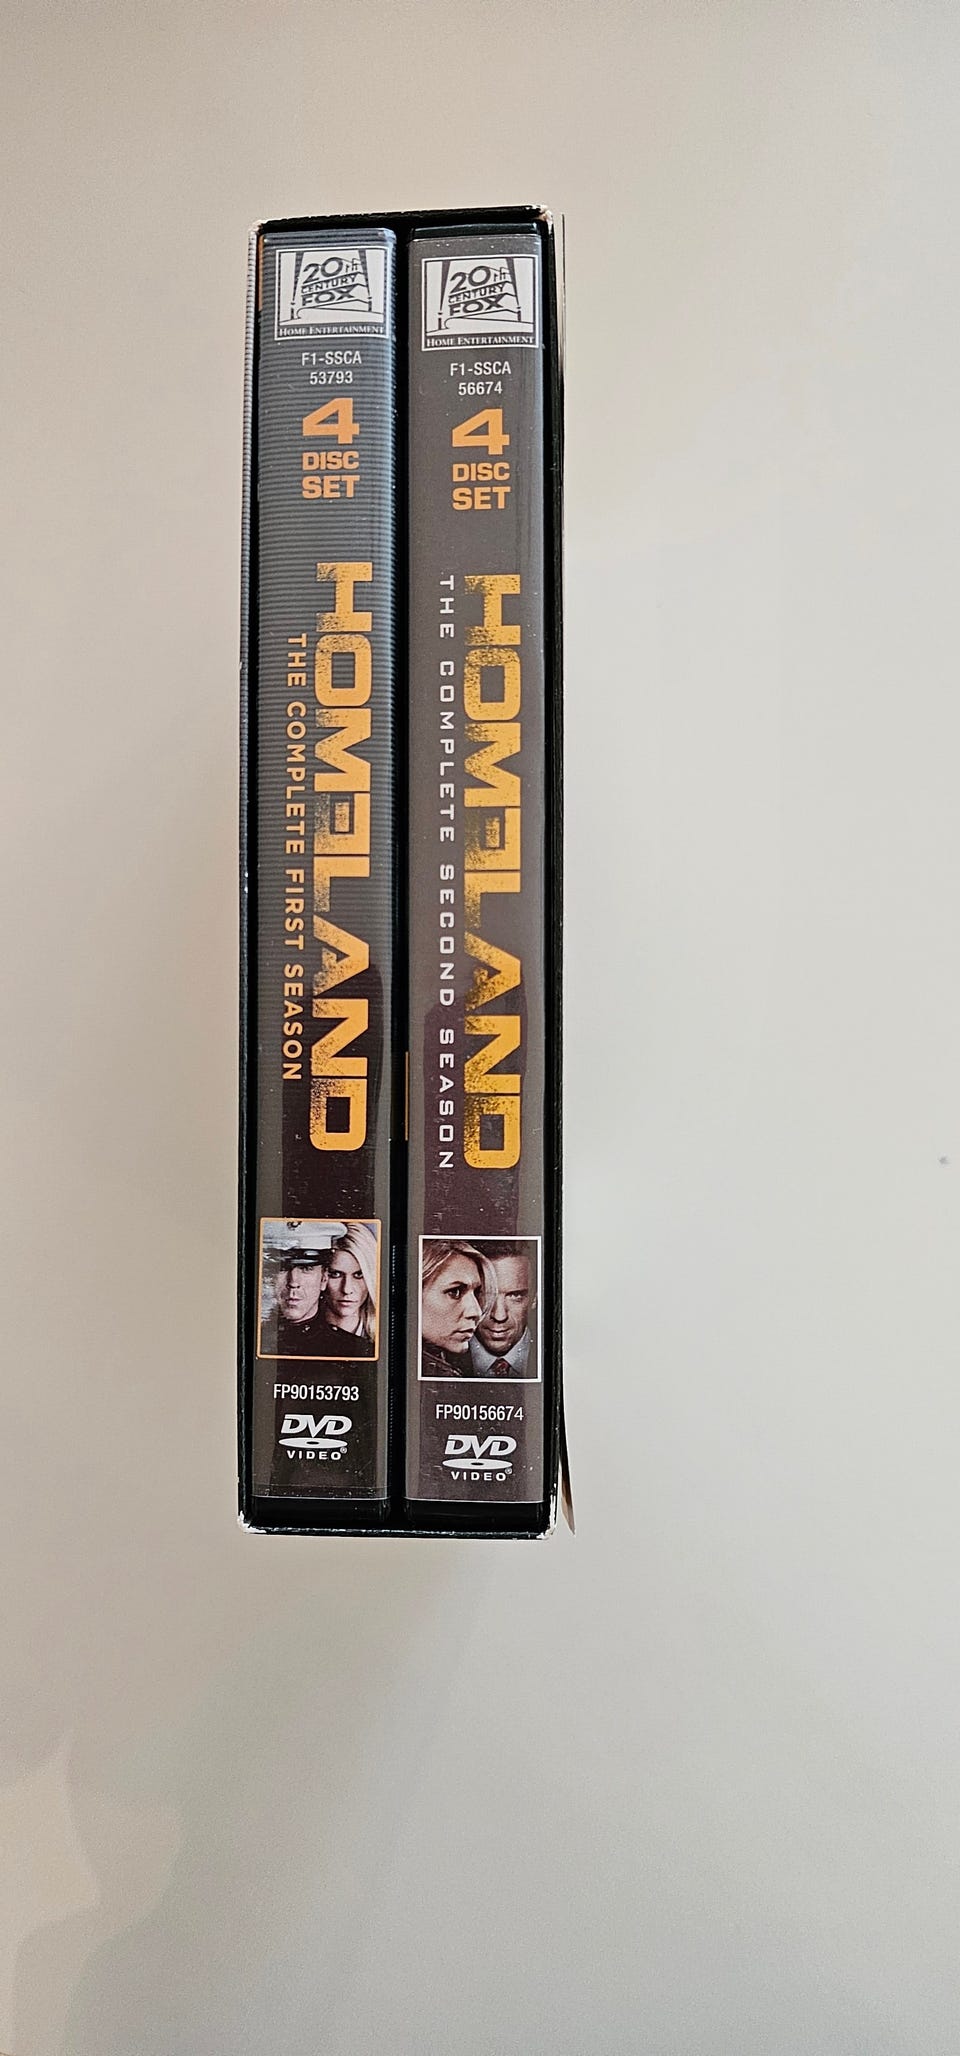 20th
CENTURY
FOX
HOME ENTERTAINMENT
F1-SSCA
53793
4
DISC
SET
HOMELAND
THE COMPLETE FIRST SEASON
FP90153793
DVD
VIDEO
20th
CENTURY
FOX
HOME ENTERTAINMENT
F1-SSCA
56674
4
DISC
SET
HOMELAND
THE COMPLETE SECOND SEASON
FP90156674
DVD
VIDEO